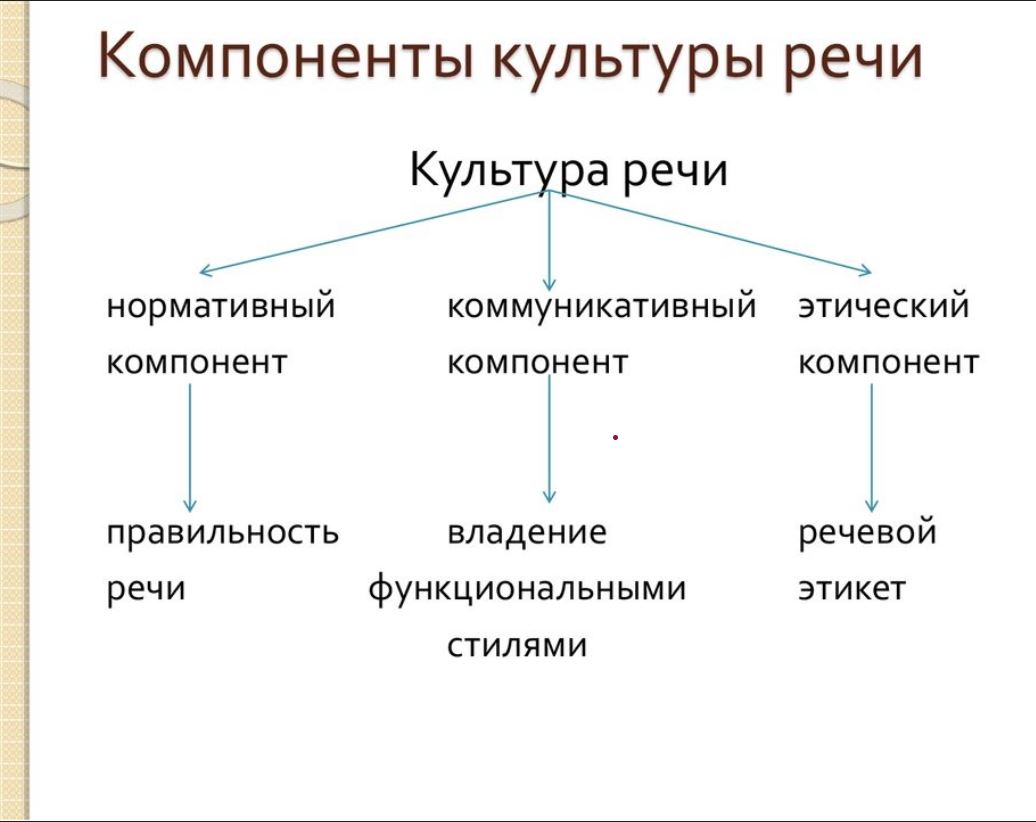 Компоненты культуры речи
Культура речи
нормативный коммуникативный этический
компонент компонент компонент
правильность владение речевой
речи функциональными этикет
стилями